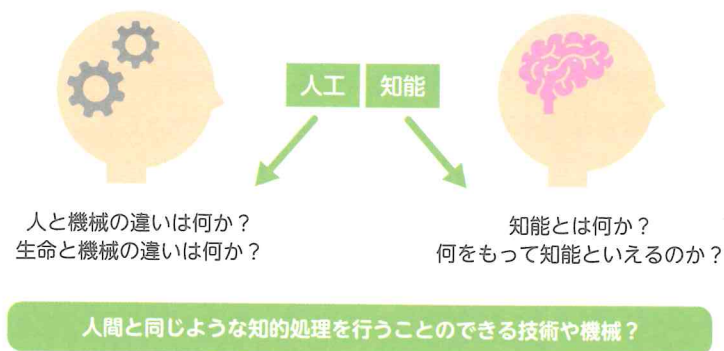 人工 知能
人と機械の違いは何か？
生命と機械の違いは何か？
知能とは何か？
何をもって知能といえるのか？
人間と同じような知的処理を行うことのできる技術や機械？